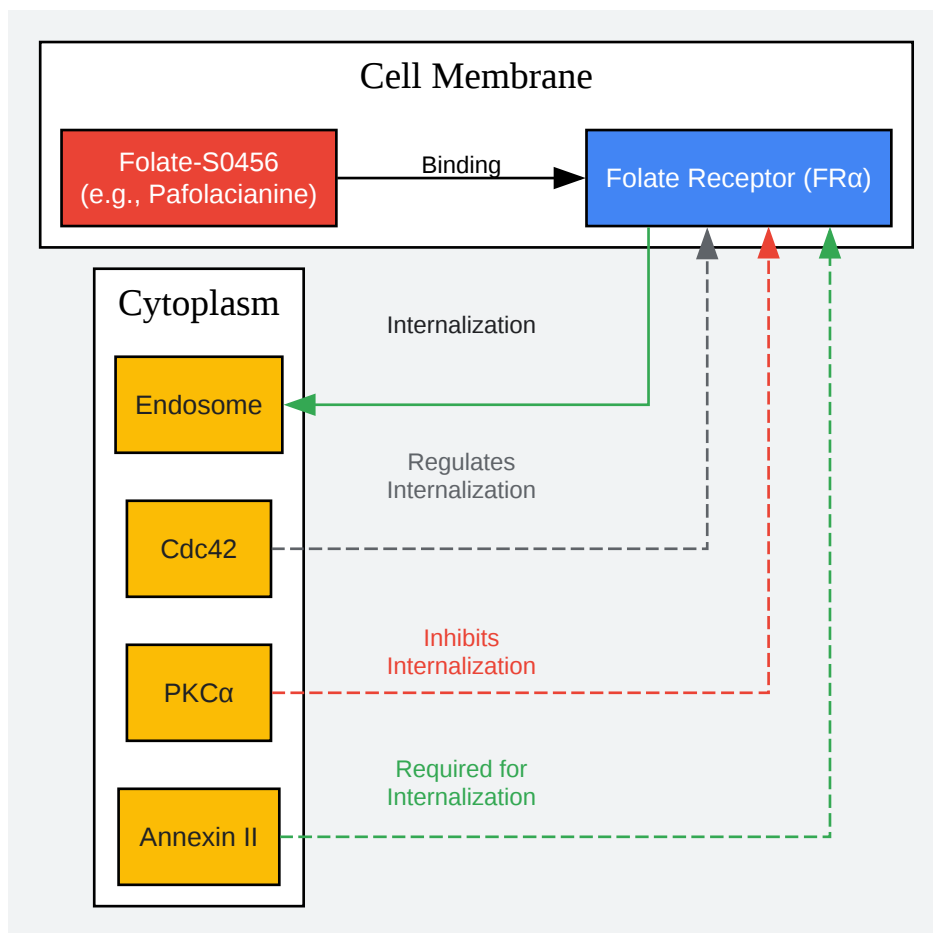 Cell Membrane
Folate-S0456
(e.g., Pafolacianine)
Binding
Folate Receptor (FRα)
Cytoplasm
Internalization
Endosome
Regulates
Internalization
Cdc42
Inhibits
Internalization
PKCα
Required for
Internalization
Annexin II